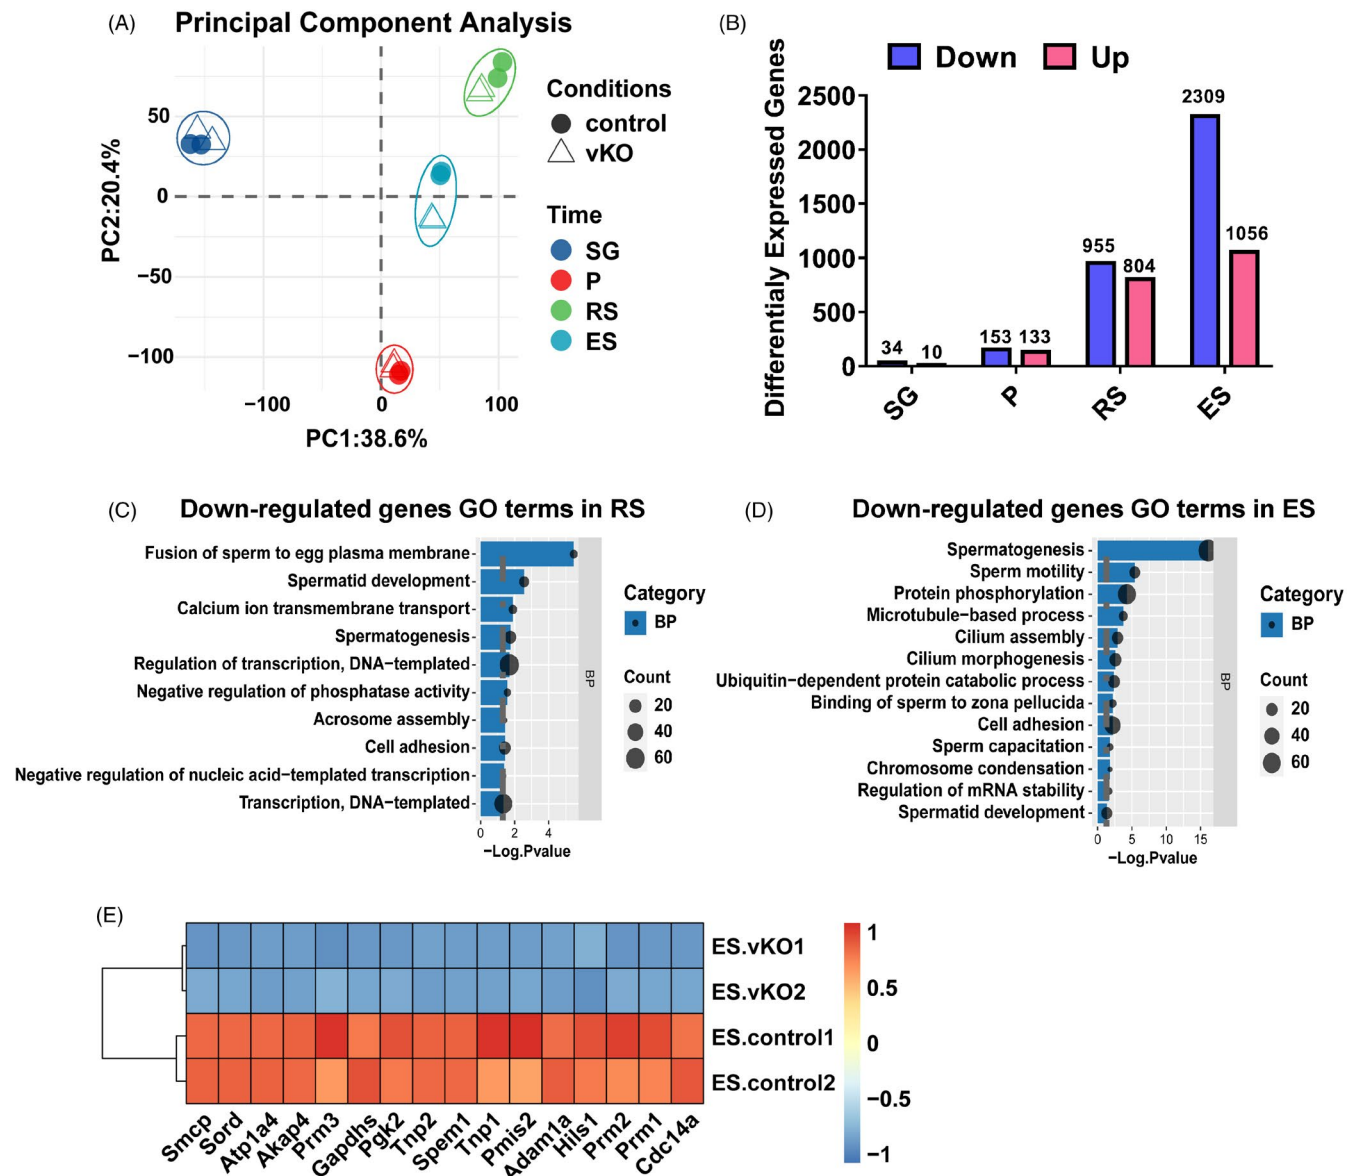 (A)
Principal Component Analysis
PC2:20.4%
50
0
−50
−100
−100
0
100
PC1:38.6%
Conditions
control
vKO
Time
SG
P
RS
ES
(B)
Down
Up
Differentialy Expressed Genes
2500
2000
1500
1000
500
0
34
10
153
133
955
804
2309
1056
SG
P
RS
ES
(C)
Down-regulated genes GO terms in RS
Fusion of sperm to egg plasma membrane
Spermatid development
Calcium ion transmembrane transport
Spermatogenesis
Regulation of transcription, DNA−templated
Negative regulation of phosphatase activity
Acrosome assembly
Cell adhesion
Negative regulation of nucleic acid−templated transcription
Transcription, DNA−templated
0
2
4
−Log.Pvalue
BP
Category
BP
Count
20
40
60
(D)
Down-regulated genes GO terms in ES
Spermatogenesis
Sperm motility
Protein phosphorylation
Microtubule−based process
Cilium assembly
Cilium morphogenesis
Ubiquitin−dependent protein catabolic process
Binding of sperm to zona pellucida
Cell adhesion
Sperm capacitation
Chromosome condensation
Regulation of mRNA stability
Spermatid development
0
5
10
15
−Log.Pvalue
BP
Category
BP
Count
20
40
60
(E)
ES.vKO1
ES.vKO2
ES.control1
ES.control2
Smcp
Sord
Atp1a4
Akap4
Prm3
Gapdhs
Pgk2
Tnp2
Spem1
Tnp1
Pmis2
Adam1a
Hils1
Prm2
Prm1
Cdc14a
1
0.5
0
−0.5
−1